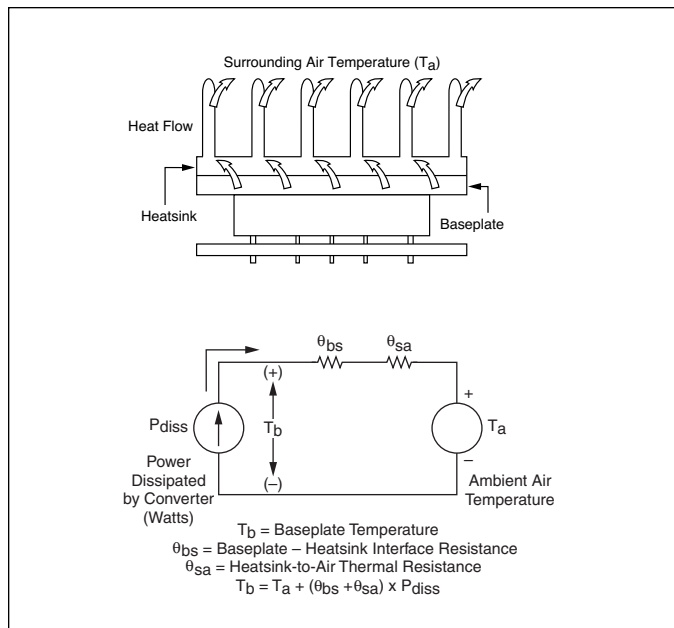 Surrounding Air Temperature (Ta)
Heat Flow
Heatsink
Baseplate
θbs
θsa
(+)
+
Pdiss
Tb
Ta
Power
Dissipated
by Converter
(Watts)
(–)
–
Ambient Air
Temperature
Tb = Baseplate Temperature
θbs = Baseplate – Heatsink Interface Resistance
θsa = Heatsink-to-Air Thermal Resistance
Tb = Ta + (θbs +θsa) x Pdiss